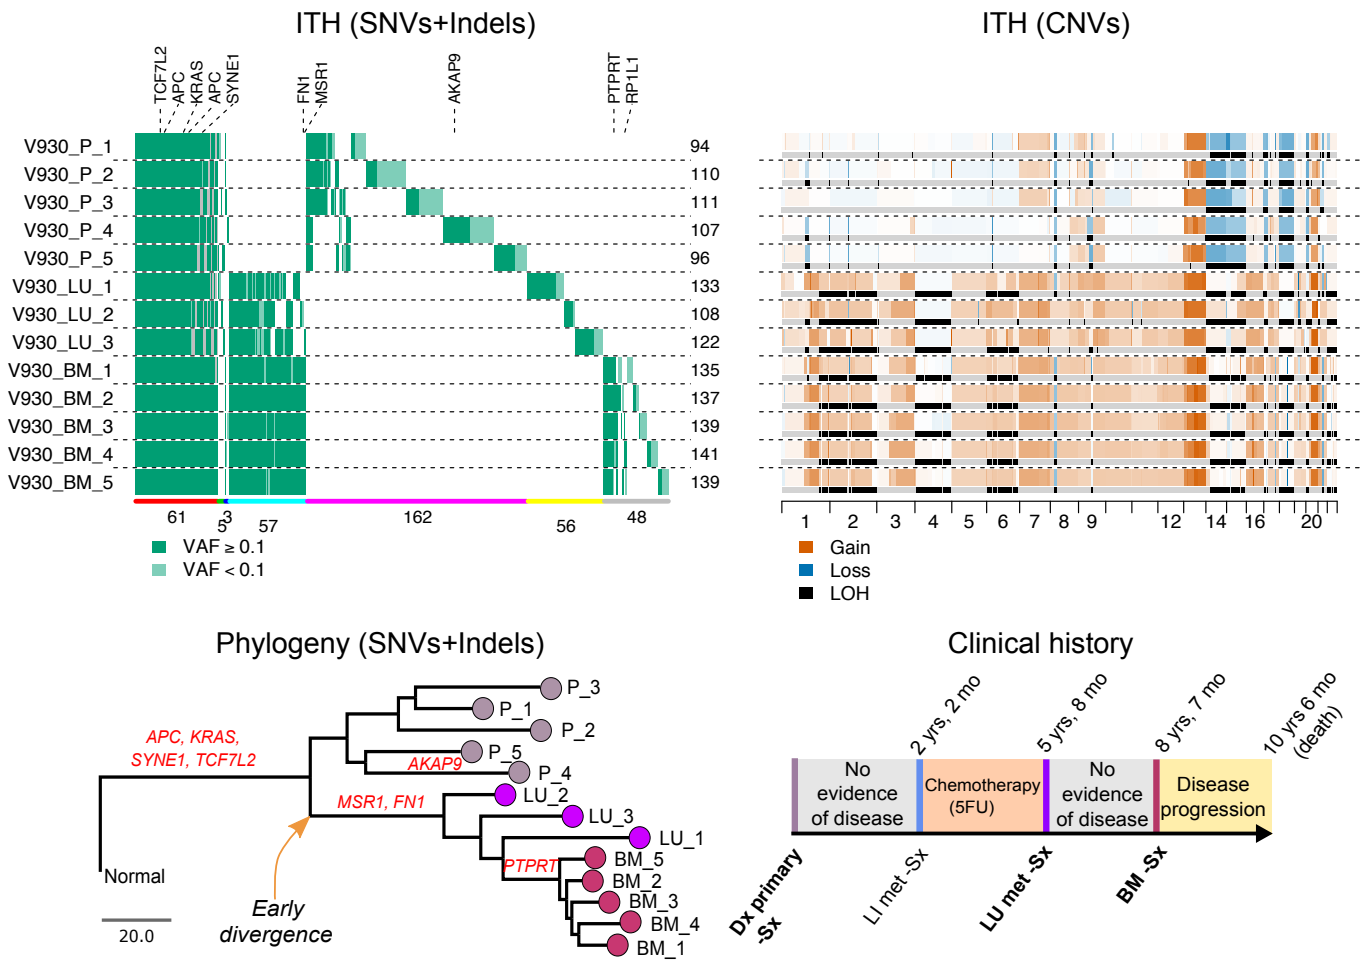 ITH (SNVs+Indels)
TCF7L2
APC
KRAS
APC
SYNE1
FN1
MSR1
AKAP9
PTPRT
RP1L1
V930_P_1 94
V930_P_2 110
V930_P_3 111
V930_P_4 107
V930_P_5 96
V930_LU_1 133
V930_LU_2 108
V930_LU_3 122
V930_BM_1 135
V930_BM_2 137
V930_BM_3 139
V930_BM_4 141
V930_BM_5 139
61 5 3 57 162 56 48
VAF ≥ 0.1
VAF < 0.1
ITH (CNVs)
1 2 3 4 5 6 7 8 9 12 14 16 20
Gain
Loss
LOH
Phylogeny (SNVs+Indels)
APC, KRAS,
SYNE1, TCF7L2
P_3
P_1
P_2
P_5
AKAP9
P_4
LU_2
MSR1, FN1
LU_3
LU_1
PTPRT
BM_5
BM_2
BM_3
BM_4
BM_1
Normal
20.0
Early
divergence
Clinical history
2 yrs, 2 mo
5 yrs, 8 mo
8 yrs, 7 mo
10 yrs 6 mo
(death)
No
evidence
of disease
Chemotherapy
(5FU)
No
evidence
of disease
Disease
progression
Dx primary
-Sx
LI met -Sx
LU met -Sx
BM -Sx